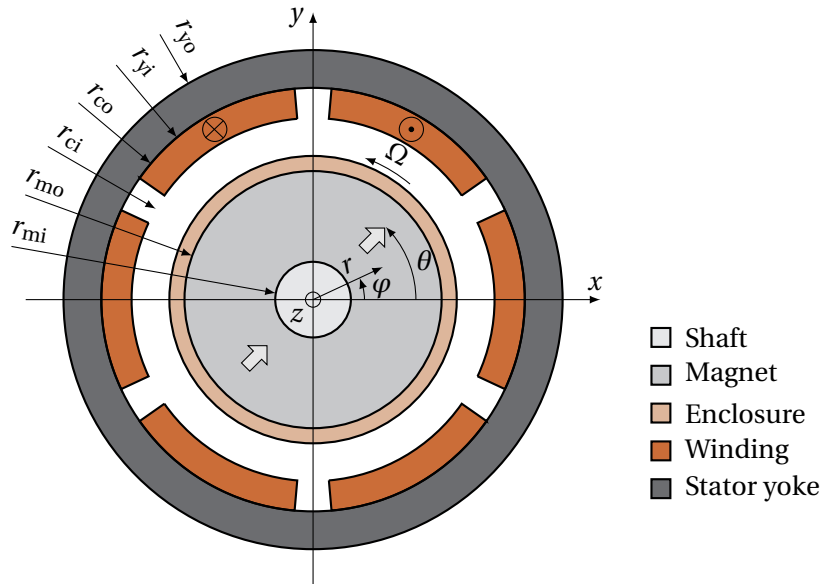 y
r_yo
r_yi
r_co
r_ci
r_mo
r_mi
Ω
r
θ
φ
x
z
Shaft
Magnet
Enclosure
Winding
Stator yoke